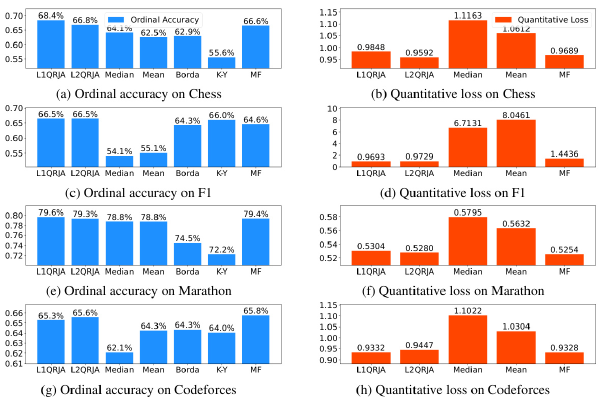 68.4% 66.8% 64.1% 62.5% 62.9% 55.6% 66.6%
Ordinal Accuracy
0.70
0.65
0.60
0.55
L1QRJA L2QRJA Median Mean Borda K-Y MF
(a) Ordinal accuracy on Chess
0.9848 0.9592 1.1163 1.0612 0.9689
Quantitative Loss
1.15
1.10
1.05
1.00
0.95
L1QRJA L2QRJA Median Mean MF
(b) Quantitative loss on Chess
66.5% 66.5% 54.1% 55.1% 64.3% 66.0% 64.6%
0.70
0.65
0.60
0.55
L1QRJA L2QRJA Median Mean Borda K-Y MF
(c) Ordinal accuracy on F1
0.9693 0.9729 6.7131 8.0461 1.4436
10
8
6
4
2
0
L1QRJA L2QRJA Median Mean MF
(d) Quantitative loss on F1
79.6% 79.3% 78.8% 78.8% 74.5% 72.2% 79.4%
0.80
0.78
0.76
0.74
0.72
L1QRJA L2QRJA Median Mean Borda K-Y MF
(e) Ordinal accuracy on Marathon
0.5304 0.5280 0.5795 0.5632 0.5254
0.58
0.56
0.54
0.52
L1QRJA L2QRJA Median Mean MF
(f) Quantitative loss on Marathon
65.3% 65.6% 62.1% 64.3% 64.3% 64.0% 65.8%
0.66
0.65
0.64
0.63
0.62
0.61
L1QRJA L2QRJA Median Mean Borda K-Y MF
(g) Ordinal accuracy on Codeforces
0.9332 0.9447 1.1022 1.0304 0.9328
1.15
1.10
1.05
1.00
0.95
0.90
L1QRJA L2QRJA Median Mean MF
(h) Quantitative loss on Codeforces